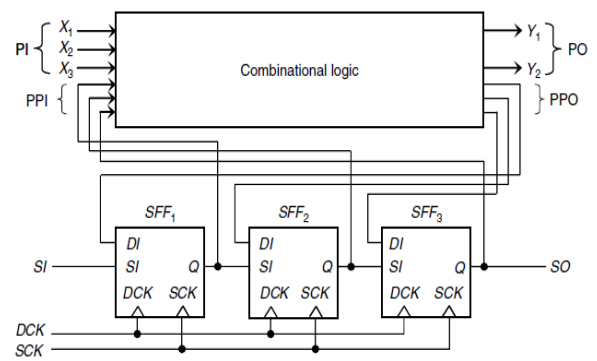 X1 Y1
PI X2 Combinational logic PO
X3 Y2
PPI PPO
SFF1 SFF2 SFF3
DI DI DI
SI SI Q SI Q SI Q SO
DCK SCK DCK SCK DCK SCK
DCK
SCK